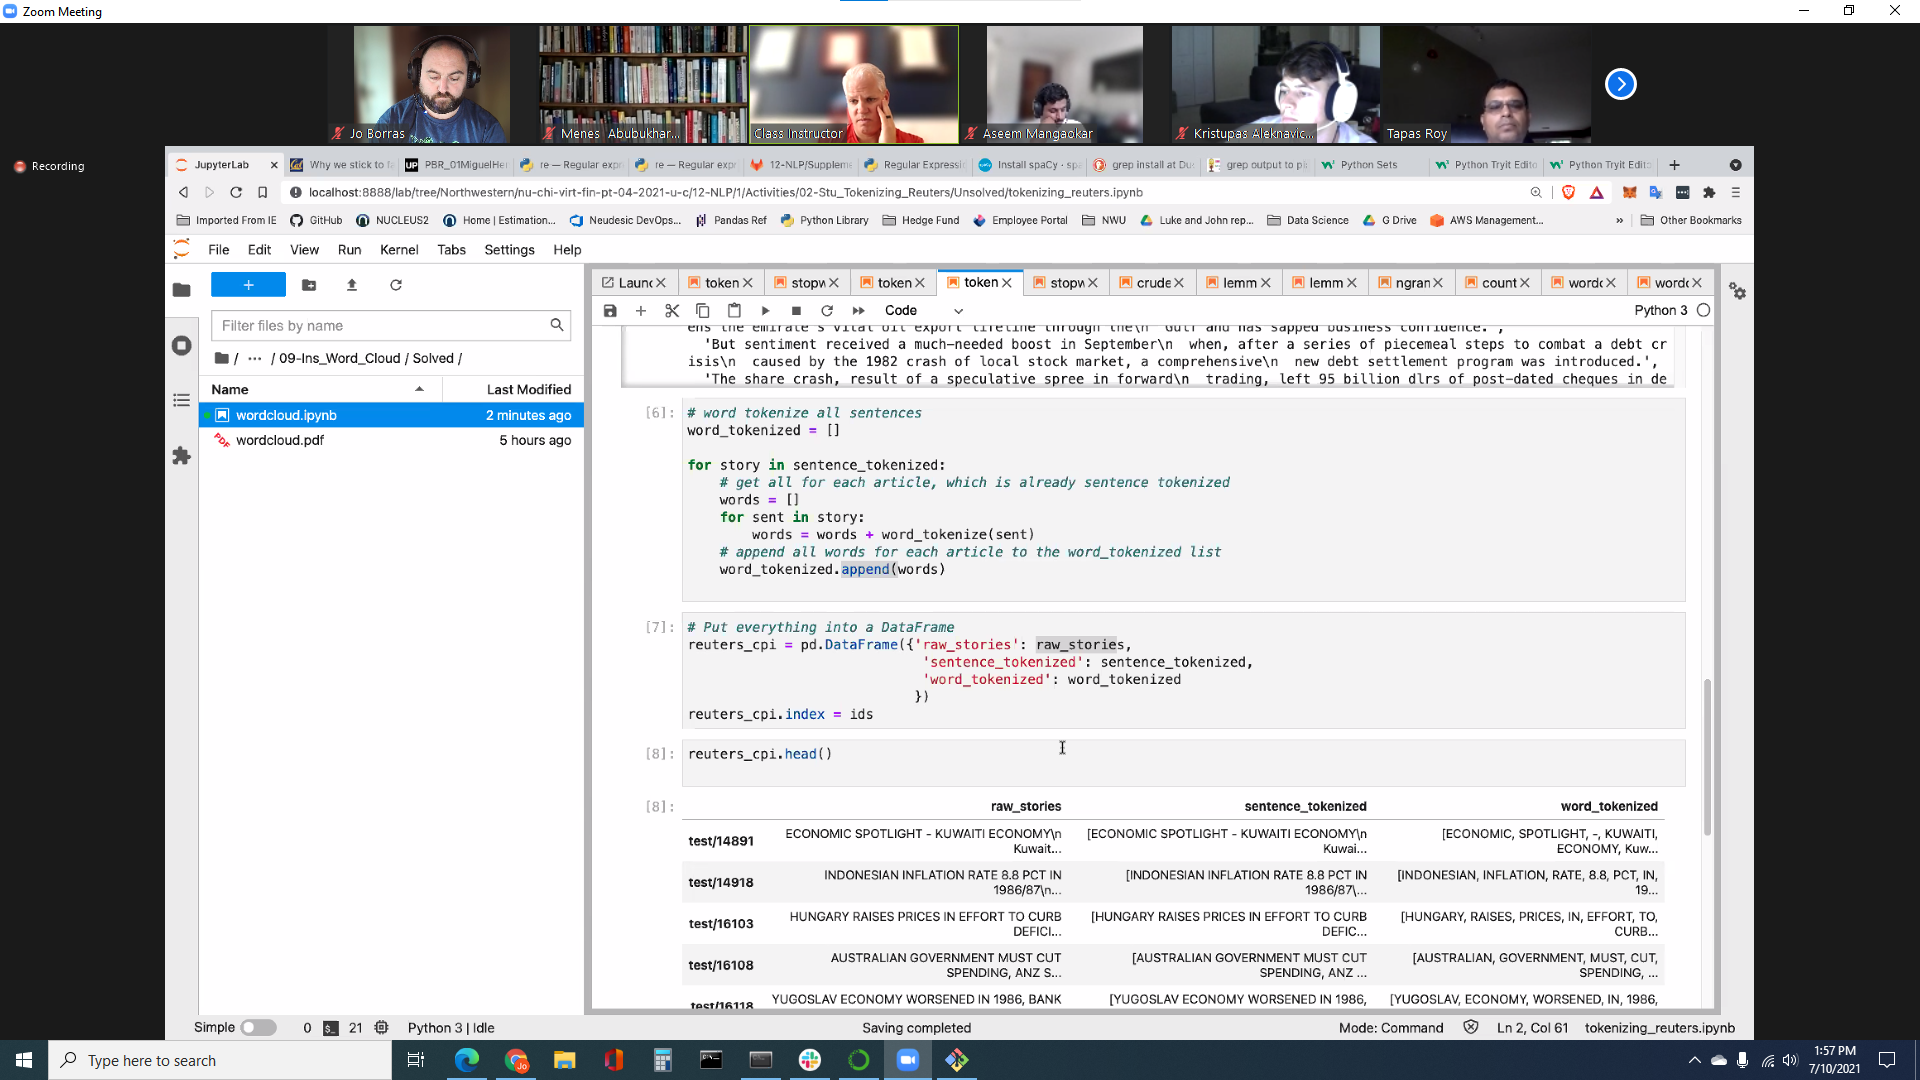 Zoom Meeting
Jo Borras
Menes Abubukhar...
Class Instructor
Aseem Mangaokar
Kristupas Aleknavic...
Tapas Roy
Recording
JupyterLab
Why we stick to f
PBR_01MiguelHer
re — Regular expr
re — Regular expr
12-NLP/Suppleme
Regular Expressio
Install spaCy · spa
grep install at Du
grep output to pi
Python Sets
Python Tryit Edito
Python Tryit Edit
localhost:8888/lab/tree/Northwestern/nu-chi-virt-fin-pt-04-2021-u-c/12-NLP/1/Activities/02-Stu_Tokenizing_Reuters/Unsolved/tokenizing_reuters.ipynb
Imported From IE
GitHub
NUCLEUS2
Home | Estimation...
Neudesic DevOps...
Pandas Ref
Python Library
Hedge Fund
Employee Portal
NWU
Luke and John rep...
Data Science
G Drive
AWS Management...
»
Other Bookmarks
File Edit View Run Kernel Tabs Settings Help
+
Filter files by name
/ ··· / 09-Ins_Word_Cloud / Solved /
Name Last Modified
wordcloud.ipynb 2 minutes ago
wordcloud.pdf 5 hours ago
Launc
token
stopw
token
token
stopw
crude
lemm
lemm
ngran
count
wordc
wordc
Code
Python 3
ens the emirate's vital oil export lifeline through the\n Gulf and has sapped business confidence.',
'But sentiment received a much-needed boost in September\n when, after a series of piecemeal steps to combat a debt cr
isis\n caused by the 1982 crash of local stock market, a comprehensive\n new debt settlement program was introduced.',
'The share crash, result of a speculative spree in forward\n trading, left 95 billion dlrs of post-dated cheques in de
[6]: # word tokenize all sentences
word_tokenized = []
for story in sentence_tokenized:
# get all for each article, which is already sentence tokenized
words = []
for sent in story:
words = words + word_tokenize(sent)
# append all words for each article to the word_tokenized list
word_tokenized.append(words)
[7]: # Put everything into a DataFrame
reuters_cpi = pd.DataFrame({'raw_stories': raw_stories,
'sentence_tokenized': sentence_tokenized,
'word_tokenized': word_tokenized
})
reuters_cpi.index = ids
[8]: reuters_cpi.head()
[8]: raw_stories sentence_tokenized word_tokenized
test/14891 ECONOMIC SPOTLIGHT - KUWAITI ECONOMY\n Kuwait... [ECONOMIC SPOTLIGHT - KUWAITI ECONOMY\n Kuwai... [ECONOMIC, SPOTLIGHT, -, KUWAITI, ECONOMY, Kuw...
test/14918 INDONESIAN INFLATION RATE 8.8 PCT IN 1986/87\n... [INDONESIAN INFLATION RATE 8.8 PCT IN 1986/87\... [INDONESIAN, INFLATION, RATE, 8.8, PCT, IN, 19...
test/16103 HUNGARY RAISES PRICES IN EFFORT TO CURB DEFICI... [HUNGARY RAISES PRICES IN EFFORT TO CURB DEFIC... [HUNGARY, RAISES, PRICES, IN, EFFORT, TO, CURB...
test/16108 AUSTRALIAN GOVERNMENT MUST CUT SPENDING, ANZ S... [AUSTRALIAN GOVERNMENT MUST CUT SPENDING, ANZ ... [AUSTRALIAN, GOVERNMENT, MUST, CUT, SPENDING, ...
test/16118 YUGOSLAV ECONOMY WORSENED IN 1986, BANK [YUGOSLAV ECONOMY WORSENED IN 1986, [YUGOSLAV, ECONOMY, WORSENED, IN, 1986,
Simple 0 21 Python 3 | Idle Saving completed Mode: Command Ln 2, Col 61 tokenizing_reuters.ipynb
Type here to search
1:57 PM
7/10/2021